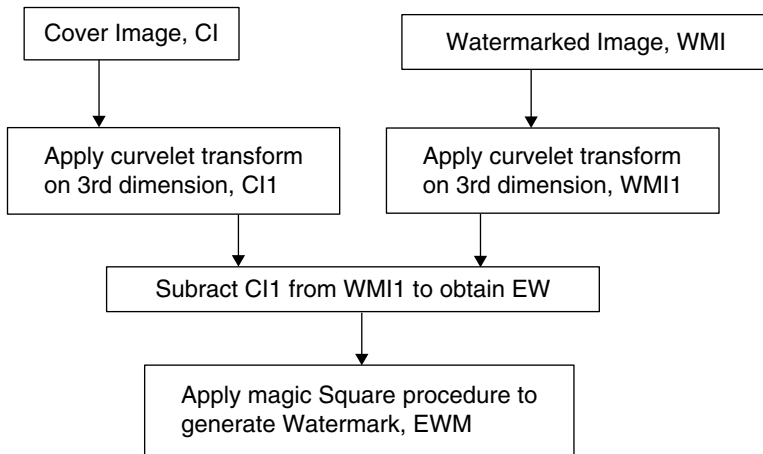 Cover Image, CI
Watermarked Image, WMI
Apply curvelet transform
on 3rd dimension, CI1
Apply curvelet transform
on 3rd dimension, WMI1
Subract CI1 from WMI1 to obtain EW
Apply magic Square procedure to
generate Watermark, EWM